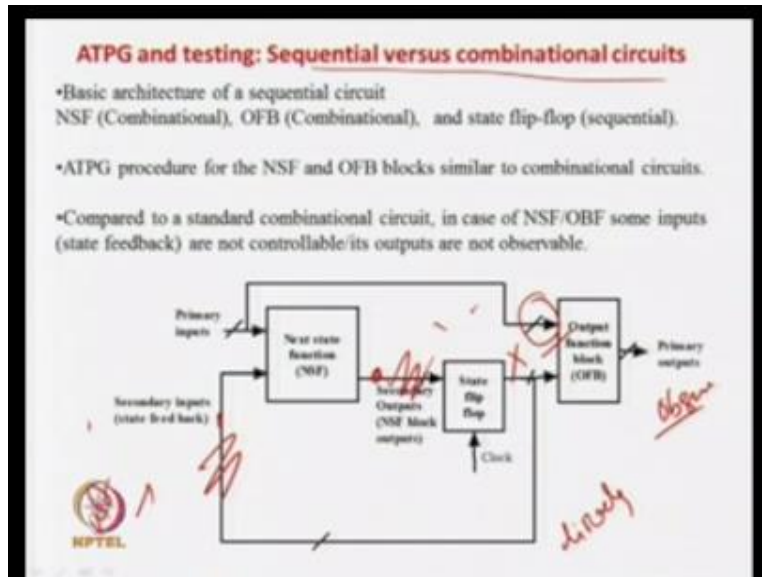 ATPG and testing: Sequential versus combinational circuits
•Basic architecture of a sequential circuit
NSF (Combinational), OFB (Combinational), and state flip-flop (sequential).
•ATPG procedure for the NSF and OFB blocks similar to combinational circuits.
•Compared to a standard combinational circuit, in case of NSF/OBF some inputs
(state feedback) are not controllable/its outputs are not observable.
Primary
inputs
Next state
function
(NSF)
Secondary inputs
(state feed back)
Secondary
Outputs
(NSF block
outputs)
State
flip
flop
Clock
Output
function
block
(OFB)
Primary
outputs
NPTEL